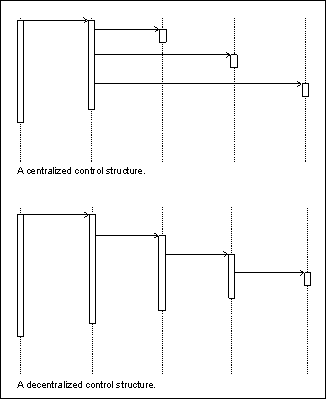 A centralized control structure.
A decentralized control structure.